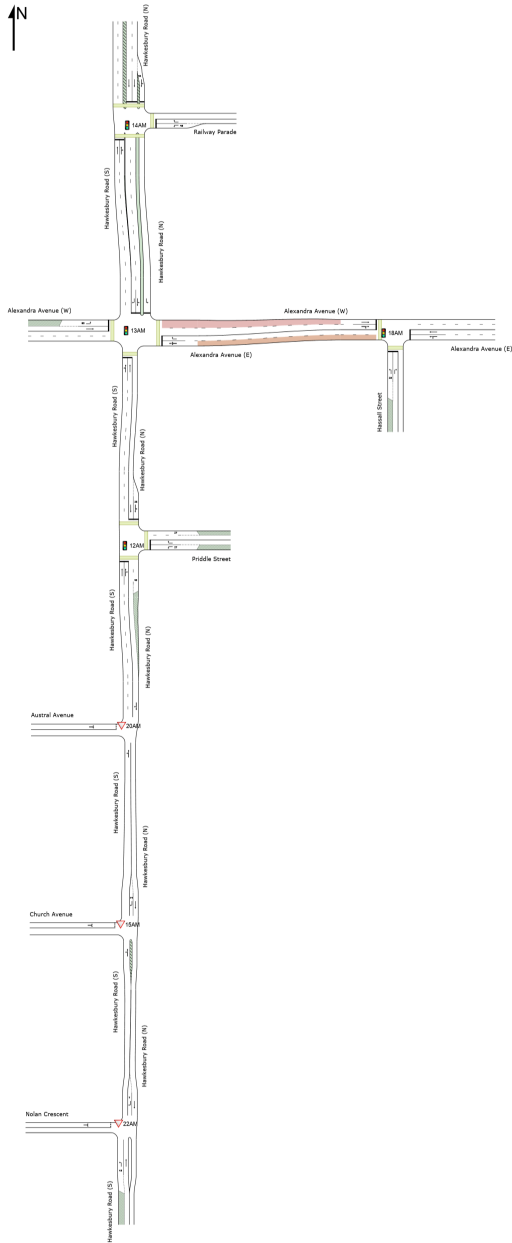 N
Hawkesbury Road (N)
14AM
Railway Parade
Hawkesbury Road (S)
Hawkesbury Road (N)
Alexandra Avenue (W)
Alexandra Avenue (W)
13AM
18AM
Alexandra Avenue (E)
Alexandra Avenue (E)
Hawkesbury Road (S)
Hawkesbury Road (N)
Hassall Street
12AM
Priddle Street
Hawkesbury Road (S)
Hawkesbury Road (N)
Austral Avenue
20AM
Hawkesbury Road (S)
Hawkesbury Road (N)
Church Avenue
15AM
Hawkesbury Road (S)
Hawkesbury Road (N)
Nolan Crescent
22AM
Hawkesbury Road (S)